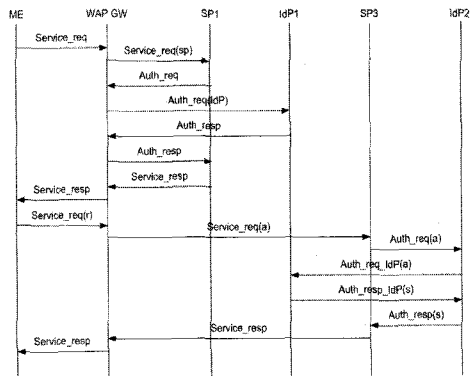 ME WAP GW SP1 IdP1 SP3 IdP2
Service_req
Service_req(sp)
Auth_req
Auth_req(IdP)
Auth_resp
Auth_resp
Service_resp
Service_resp
Service_req(r)
Service_req(a)
Auth_req(a)
Auth_req_IdP(a)
Auth_resp_IdP(s)
Auth_resp(s)
Service_resp
Service_resp